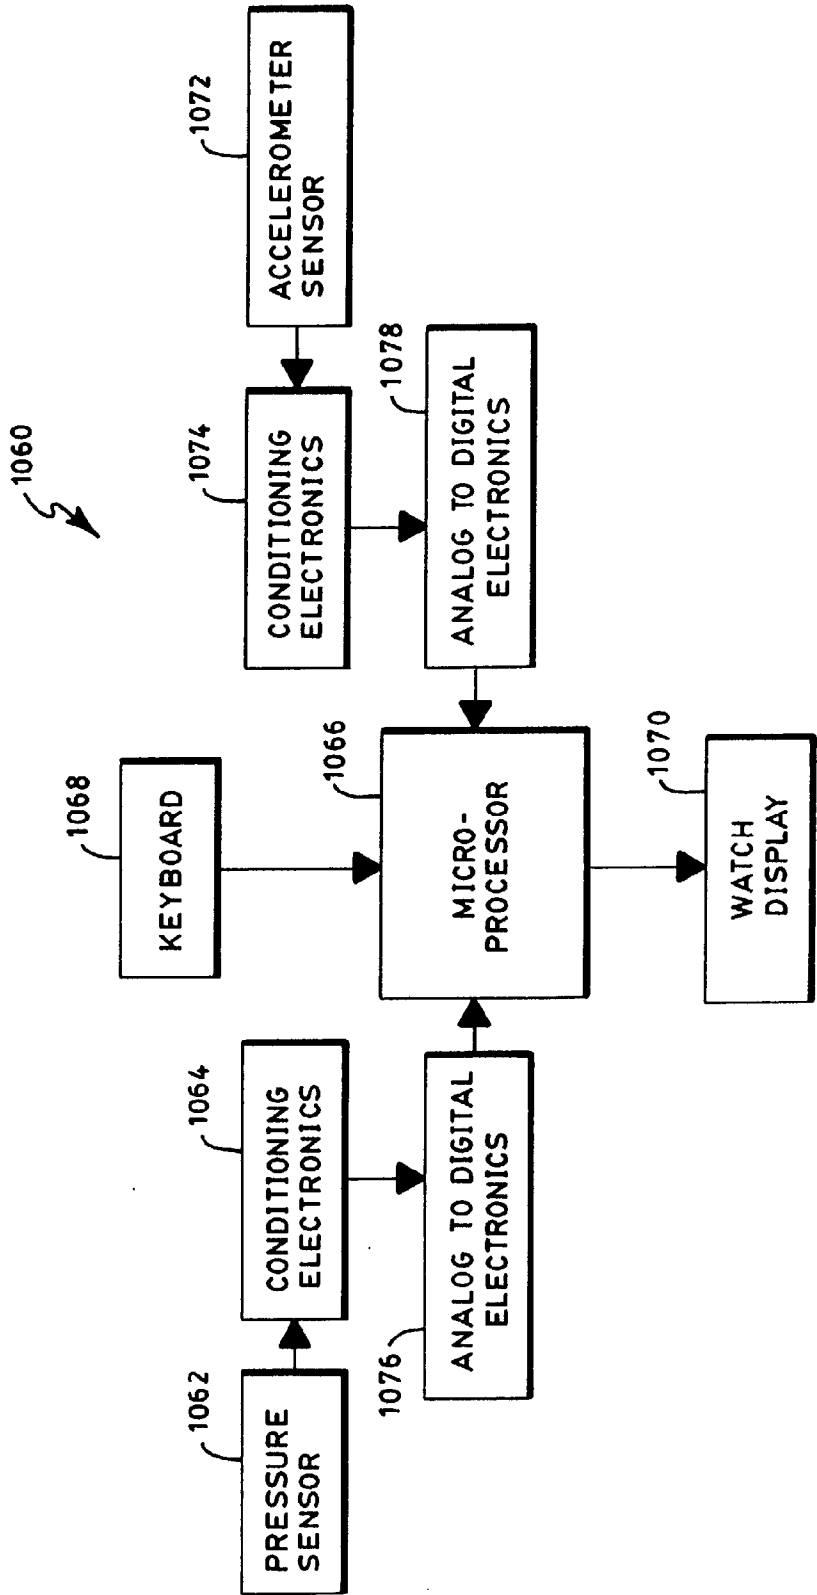 1060
1068
KEYBOARD
1062
PRESSURE
SENSOR
1064
CONDITIONING
ELECTRONICS
1074
CONDITIONING
ELECTRONICS
1072
ACCELEROMETER
SENSOR
1076
ANALOG TO DIGITAL
ELECTRONICS
1066
MICRO-
PROCESSOR
1078
ANALOG TO DIGITAL
ELECTRONICS
1070
WATCH
DISPLAY